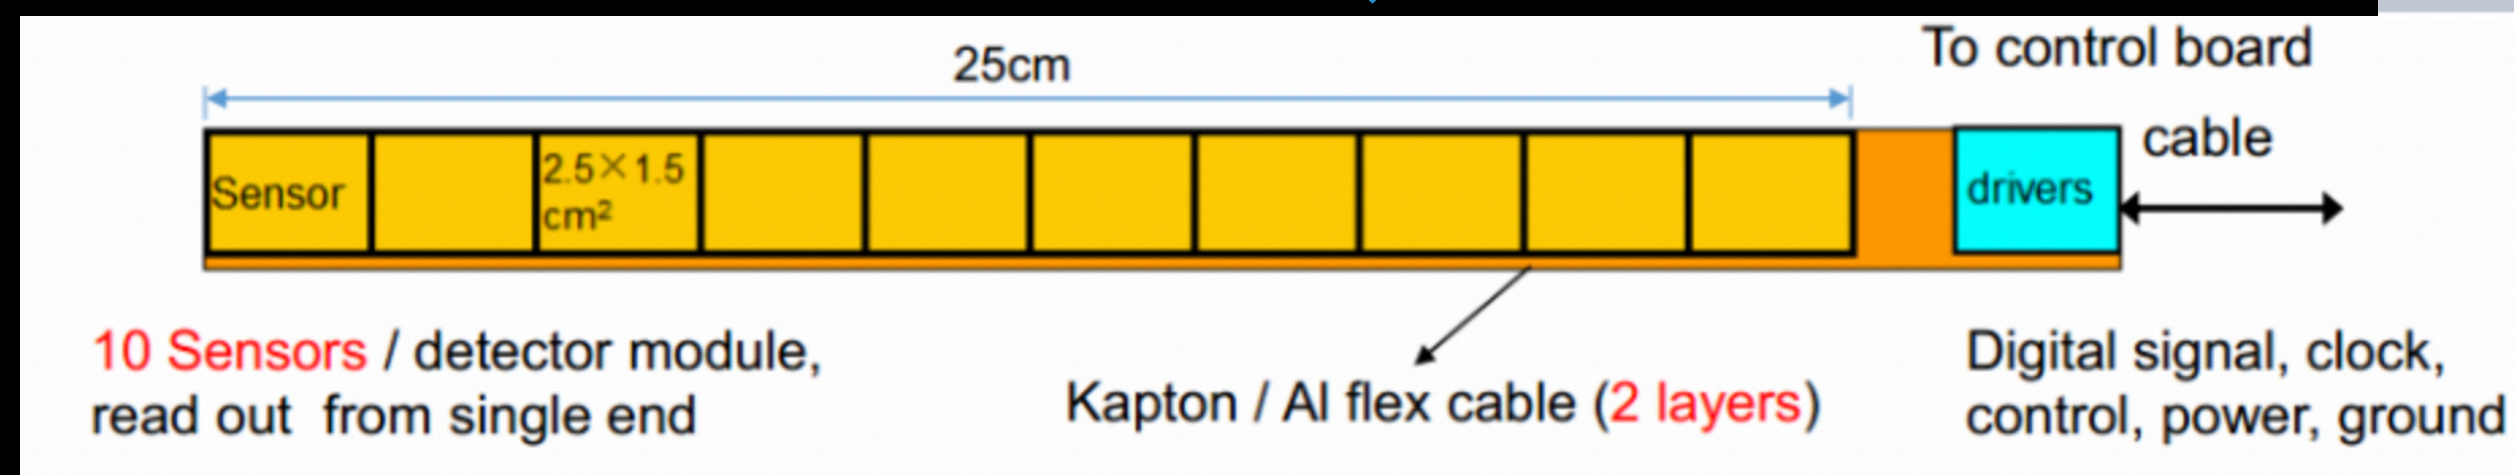 25cm
To control board
cable
Sensor
2.5×1.5
cm²
drivers
10 Sensors / detector module,
read out from single end
Kapton / Al flex cable (2 layers)
Digital signal, clock,
control, power, ground